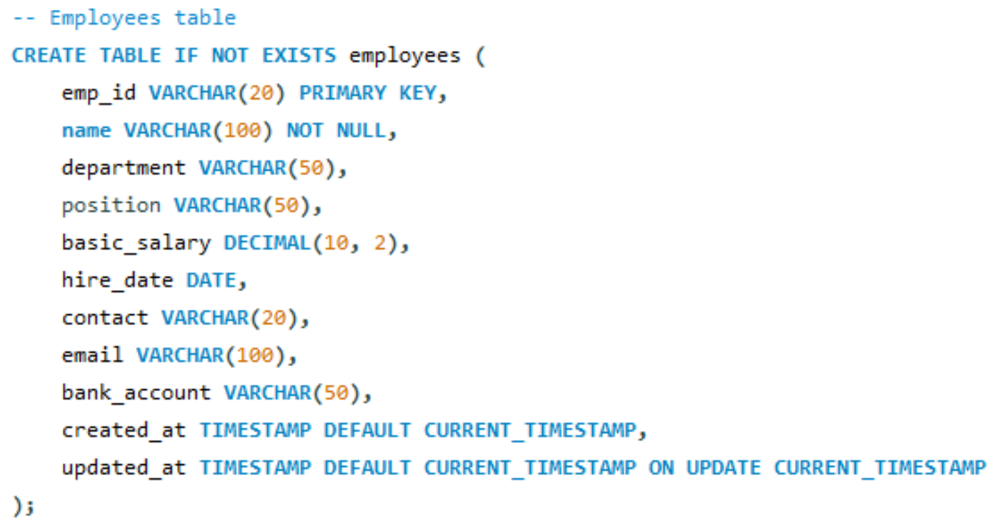 -- Employees table
CREATE TABLE IF NOT EXISTS employees (
    emp_id VARCHAR(20) PRIMARY KEY,
    name VARCHAR(100) NOT NULL,
    department VARCHAR(50),
    position VARCHAR(50),
    basic_salary DECIMAL(10, 2),
    hire_date DATE,
    contact VARCHAR(20),
    email VARCHAR(100),
    bank_account VARCHAR(50),
    created_at TIMESTAMP DEFAULT CURRENT_TIMESTAMP,
    updated_at TIMESTAMP DEFAULT CURRENT_TIMESTAMP ON UPDATE CURRENT_TIMESTAMP
);